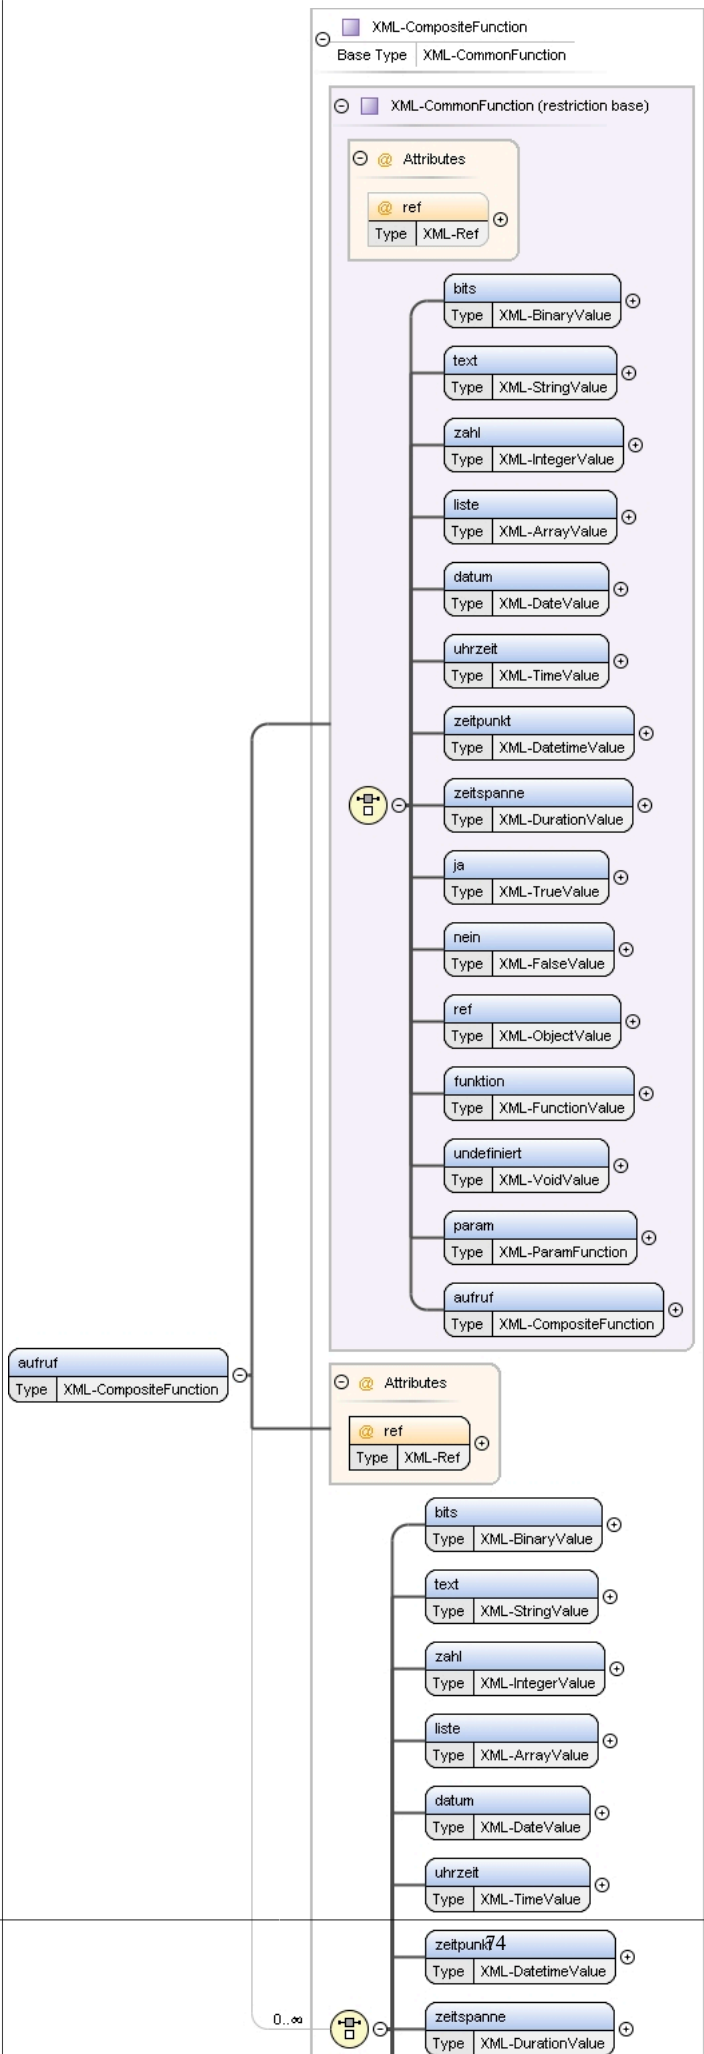 XML-CompositeFunction
Base Type XML-CommonFunction
XML-CommonFunction (restriction base)
@ Attributes
@ ref
Type XML-Ref
bits
Type XML-BinaryValue
text
Type XML-StringValue
zahl
Type XML-IntegerValue
liste
Type XML-ArrayValue
datum
Type XML-DateValue
uhrzeit
Type XML-TimeValue
zeitpunkt
Type XML-DatetimeValue
zeitspanne
Type XML-DurationValue
ja
Type XML-TrueValue
nein
Type XML-FalseValue
ref
Type XML-ObjectValue
funktion
Type XML-FunctionValue
undefiniert
Type XML-VoidValue
param
Type XML-ParamFunction
aufruf
Type XML-CompositeFunction
aufruf
Type XML-CompositeFunction
@ Attributes
@ ref
Type XML-Ref
bits
Type XML-BinaryValue
text
Type XML-StringValue
zahl
Type XML-IntegerValue
liste
Type XML-ArrayValue
datum
Type XML-DateValue
uhrzeit
Type XML-TimeValue
zeitpunkt
74
Type XML-DatetimeValue
0..∞
zeitspanne
Type XML-DurationValue